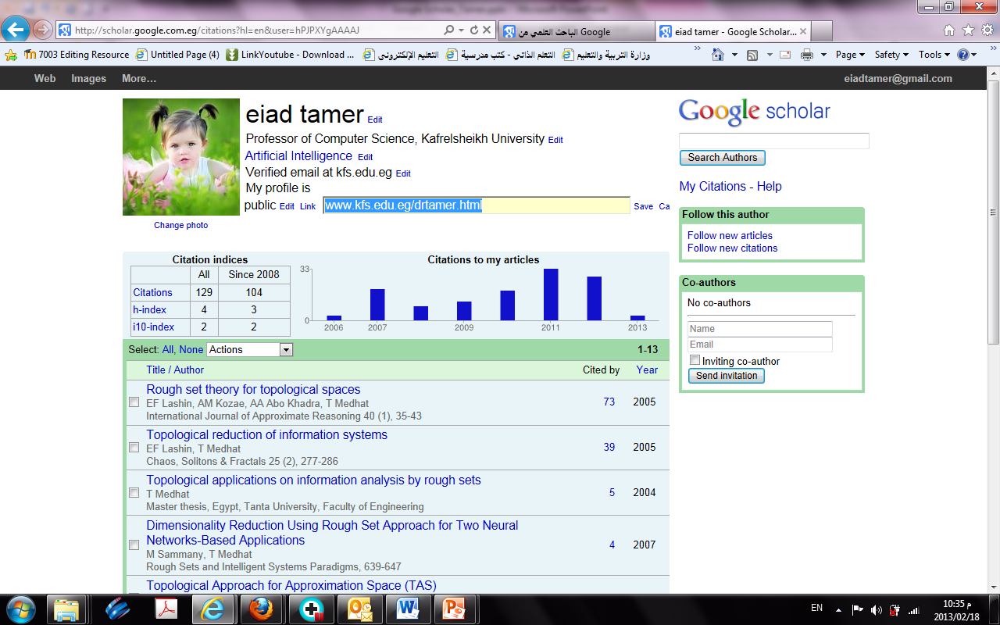 http://scholar.google.com.eg/citations?hl=en&user=hPJPXYgAAAAJ
الباحث العلمي من Google
eiad tamer - Google Scholar...
7003 Editing Resource
Untitled Page (4)
LinkYoutube - Download ...
التعليم الإلكترونى
التعلم الذاتي - كتب مدرسية
وزارة التربية والتعليم
Page
Safety
Tools
Web Images More...
eiadtamer@gmail.com
eiad tamer Edit
Professor of Computer Science, Kafrelsheikh University Edit
Artificial Intelligence Edit
Verified email at kfs.edu.eg Edit
My profile is
public Edit Link www.kfs.edu.eg/drtamer.html Save Ca
Change photo
Google scholar
Search Authors
My Citations - Help
Follow this author
Follow new articles
Follow new citations
Co-authors
No co-authors
Name
Email
Inviting co-author
Send invitation
Citation indices
All Since 2008
Citations 129 104
h-index 4 3
i10-index 2 2
Citations to my articles
33
0
2006 2007 2009 2011 2013
Select: All, None Actions 1-13
Title / Author Cited by Year
Rough set theory for topological spaces
EF Lashin, AM Kozae, AA Abo Khadra, T Medhat
International Journal of Approximate Reasoning 40 (1), 35-43
73 2005
Topological reduction of information systems
EF Lashin, T Medhat
Chaos, Solitons & Fractals 25 (2), 277-286
39 2005
Topological applications on information analysis by rough sets
T Medhat
Master thesis, Egypt, Tanta University, Faculty of Engineering
5 2004
Dimensionality Reduction Using Rough Set Approach for Two Neural
Networks-Based Applications
M Sammany, T Medhat
Rough Sets and Intelligent Systems Paradigms, 639-647
4 2007
Topological Approach for Approximation Space (TAS)
EN
10:35 م
2013/02/18